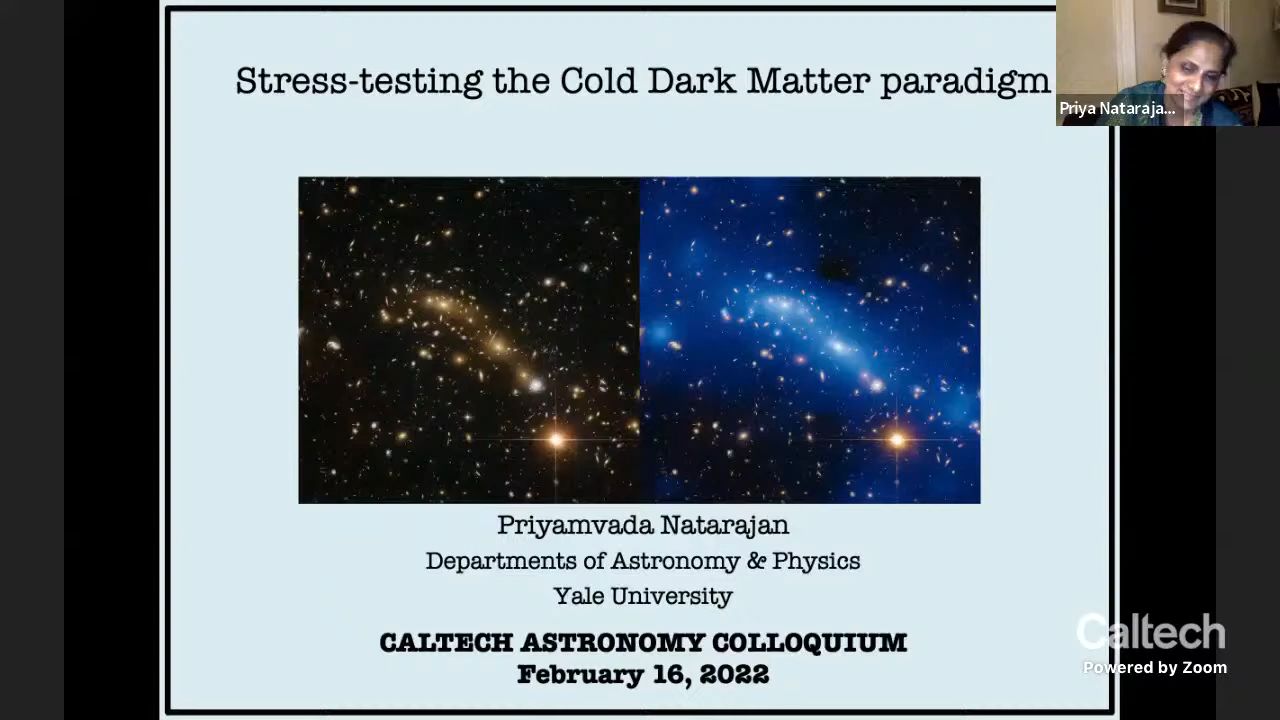 Stress-testing the Cold Dark Matter paradigm
Priya Nataraja...
Priyamvada Natarajan
Departments of Astronomy & Physics
Yale University
CALTECH ASTRONOMY COLLOQUIUM
February 16, 2022
Caltech
Powered by Zoom